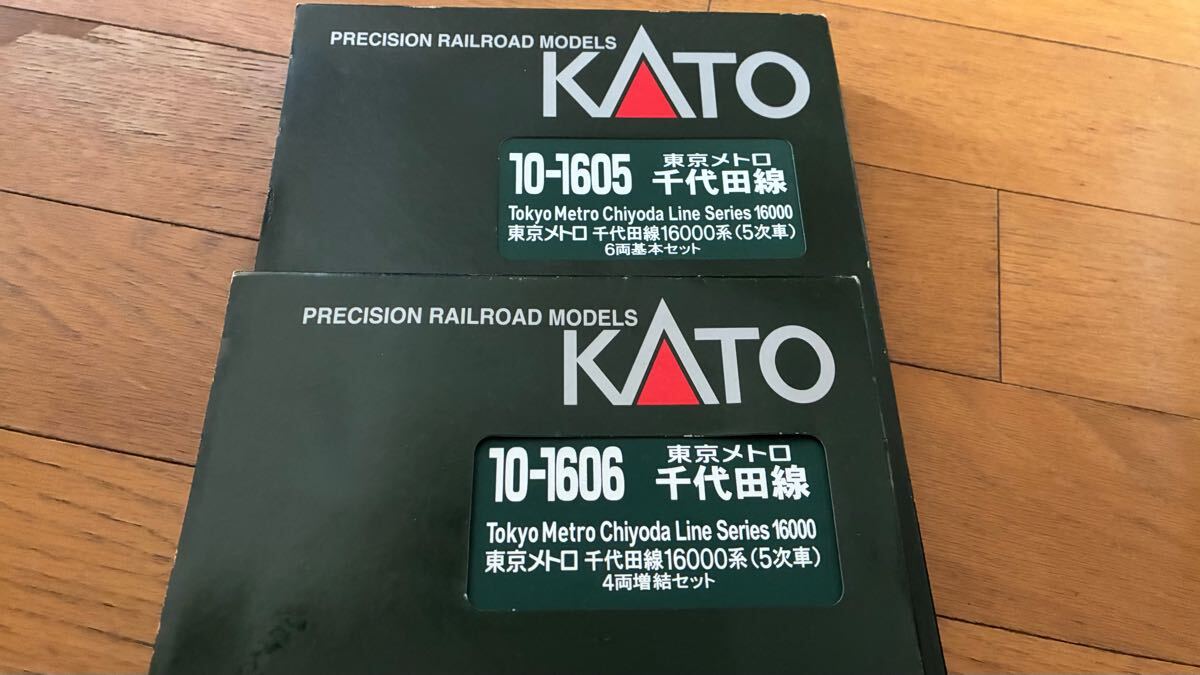 PRECISION RAILROAD MODELS
KATO
10-1605 東京メトロ
千代田線
Tokyo Metro Chiyoda Line Series 16000
東京メトロ 千代田線16000系(5次車)
6両基本セット
PRECISION RAILROAD MODELS
KATO
10-1606 東京メトロ
千代田線
Tokyo Metro Chiyoda Line Series 16000
東京メトロ 千代田線16000系(5次車)
4両増結セット